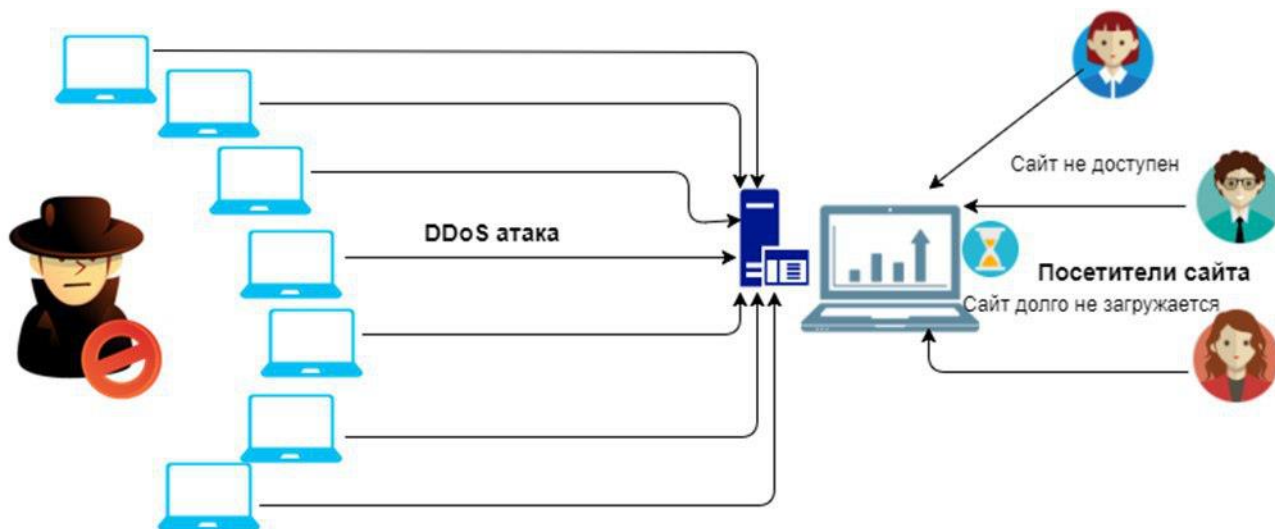 Сайт не доступен
DDoS атака
Посетители сайта
Сайт долго не загружается